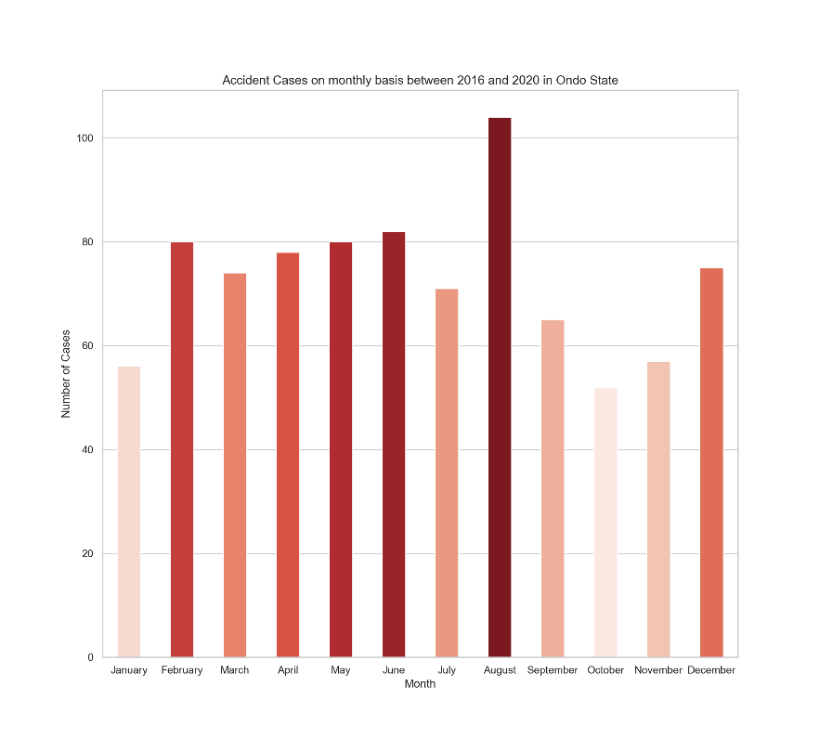 Accident Cases on monthly basis between 2016 and 2020 in Ondo State
100
80
60
40
20
0
Number of Cases
January February March April May June July August September October November December
Month